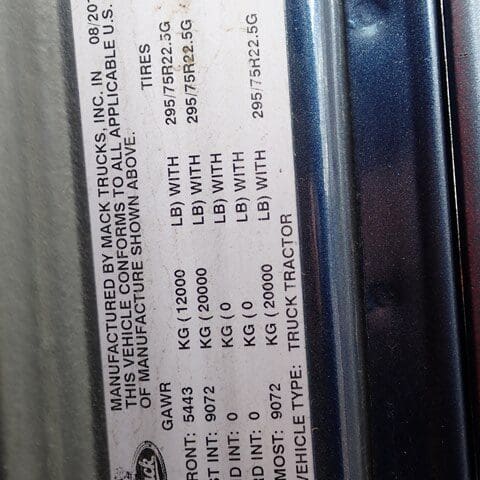 MANUFACTURED BY MACK TRUCKS, INC. IN 08/20
THIS VEHICLE CONFORMS TO ALL APPLICABLE U.S.
OF MANUFACTURE SHOWN ABOVE.
GAWR TIRES
RONT: 5443 KG ( 12000 LB) WITH 295/75R22.5G
ST INT: 9072 KG ( 20000 LB) WITH 295/75R22.5G
D INT: 0 KG ( 0 LB) WITH
RD INT: 0 KG ( 0 LB) WITH
MOST: 9072 KG ( 20000 LB) WITH 295/75R22.5G
VEHICLE TYPE: TRUCK TRACTOR